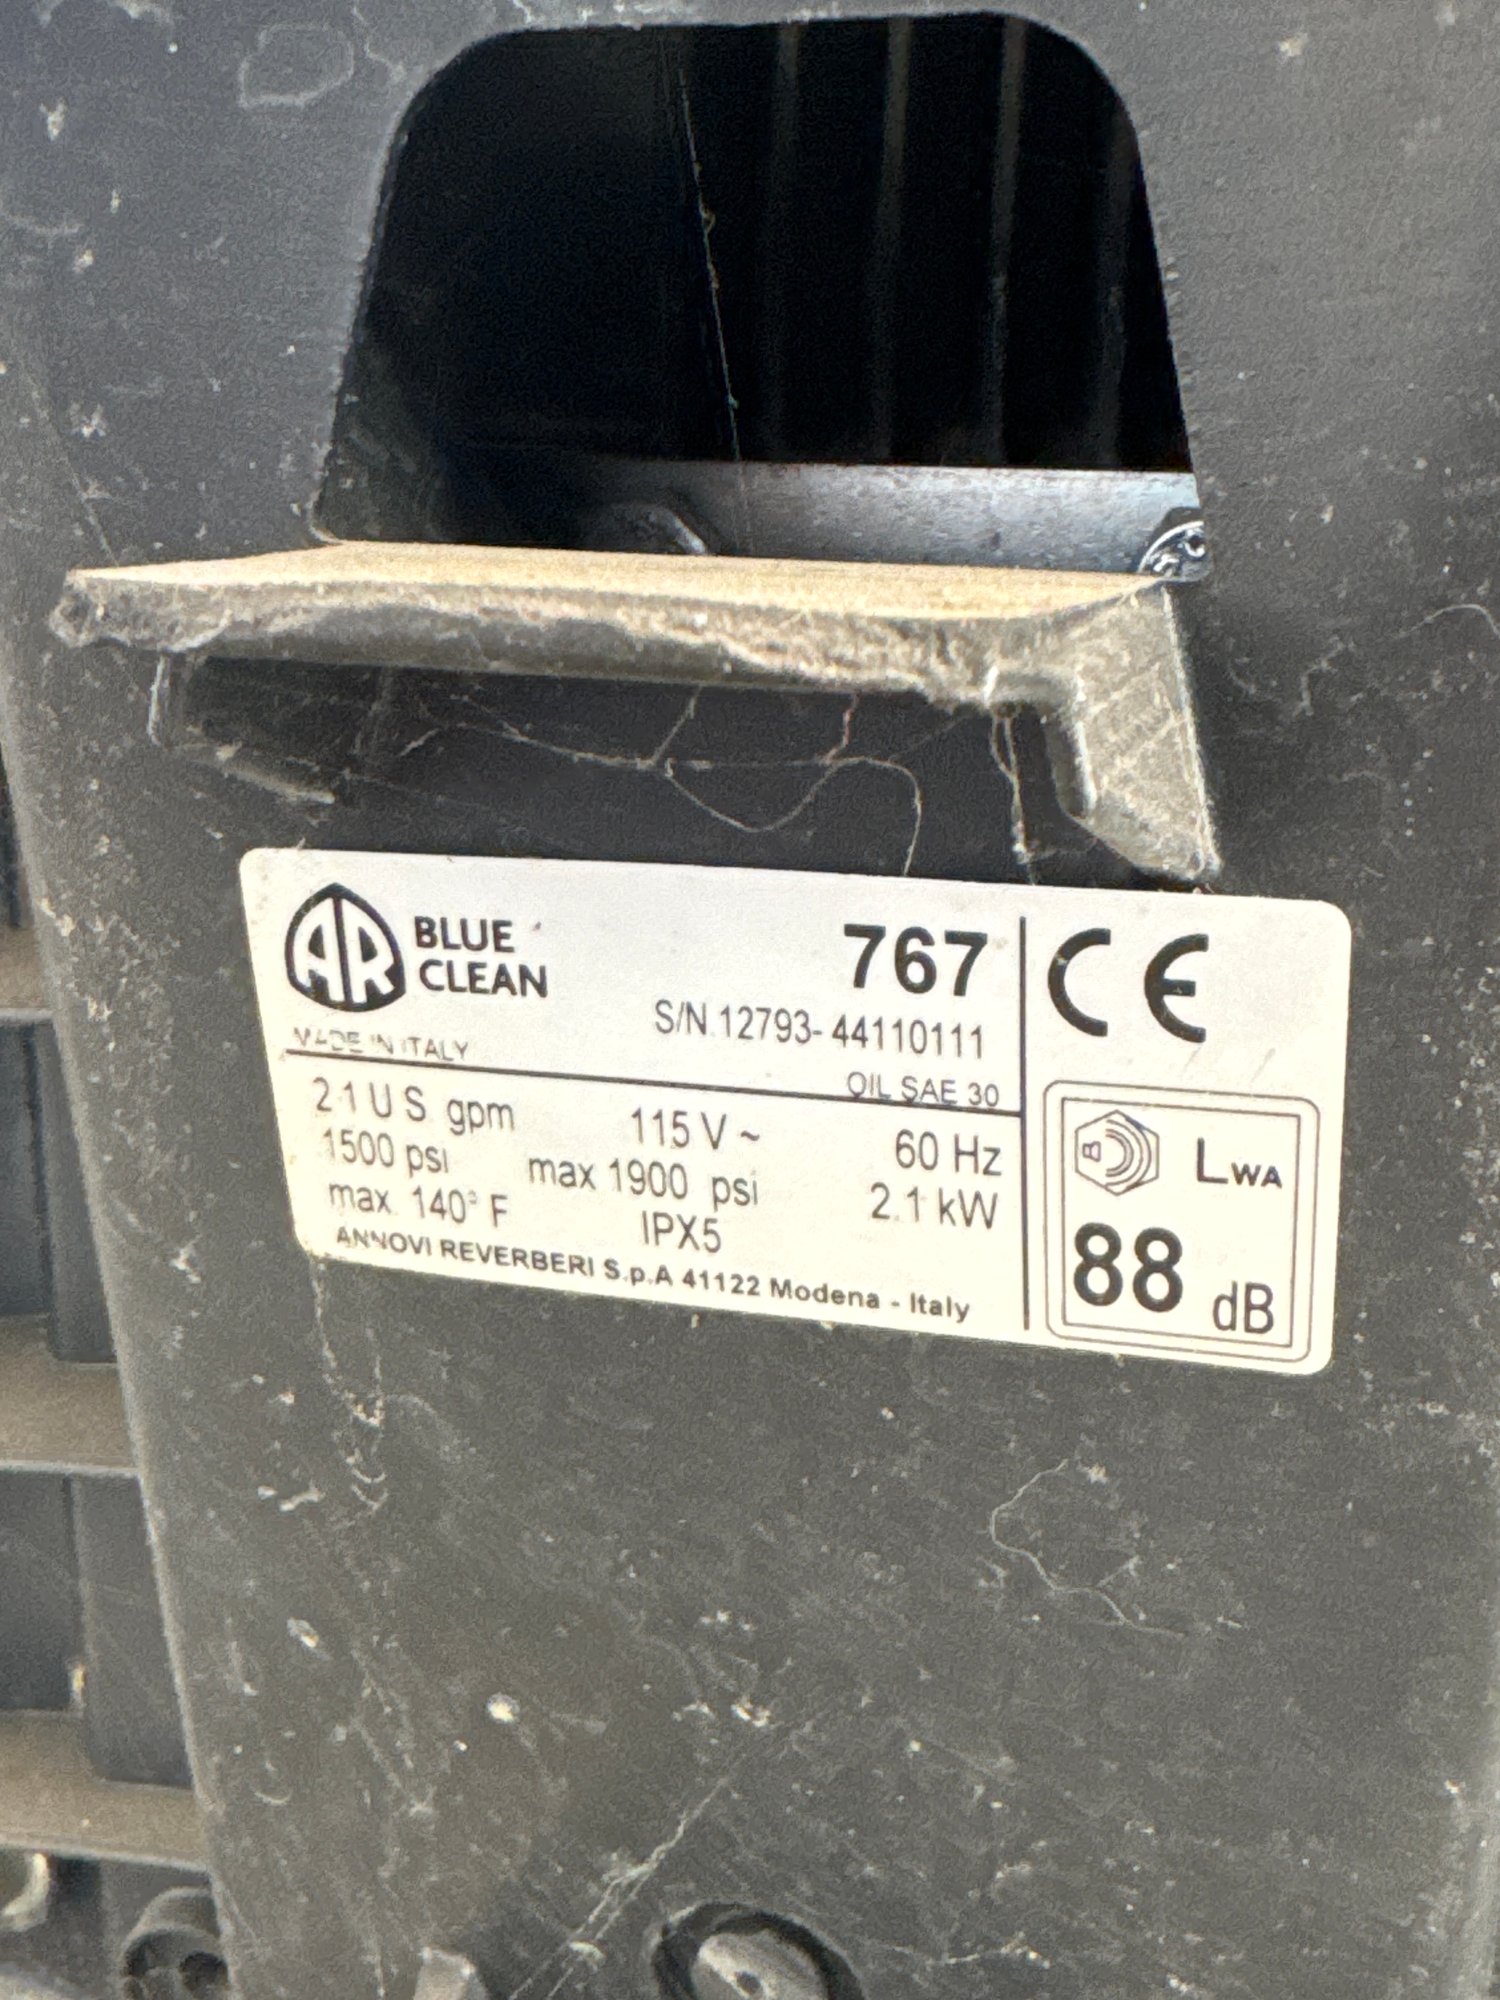 AR BLUE CLEAN
767
S/N.12793-44110111
MADE IN ITALY
OIL SAE 30
2.1 U S gpm 115 V ~ 60 Hz
1500 psi max 1900 psi 2.1 kW
max. 140° F IPX5
ANNOVI REVERBERI S.p.A 41122 Modena - Italy
CE
LWA
88 dB